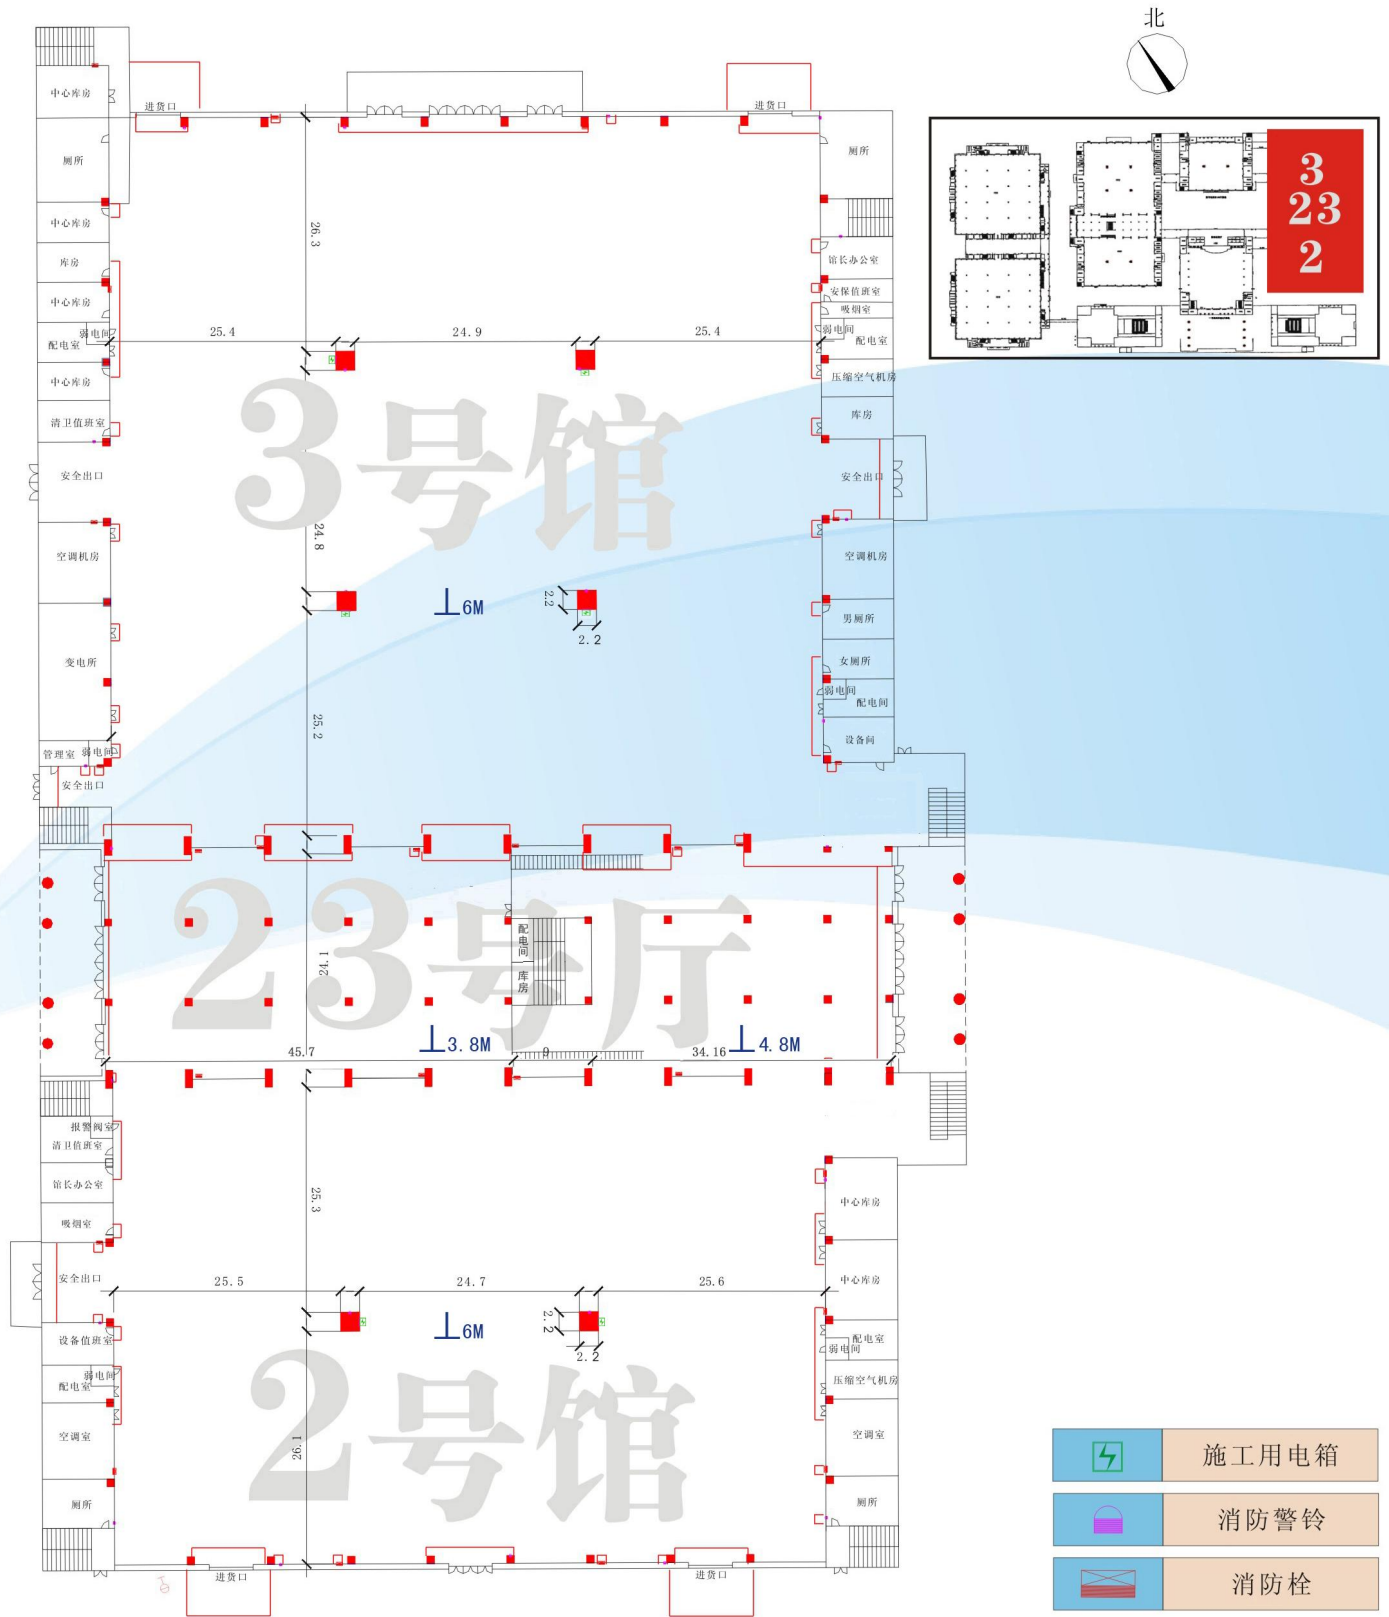 北
3
23
2
进货口
进货口
中心库房
厕所
中心库房
库房
中心库房
弱电间
配电室
中心库房
清卫值班室
安全出口
空调机房
变电所
管理室
弱电间
安全出口
厕所
馆长办公室
安保值班室
吸烟室
弱电间
配电室
压缩空气机房
库房
安全出口
空调机房
男厕所
女厕所
弱电间
配电间
设备间
26.3
25.4
24.9
25.4
3号馆
24.8
6M
2.2
2.2
25.2
23号厅
配电间
库房
24.1
3.8M
4.8M
45.7
9
34.16
报警阀室
清卫值班室
馆长办公室
吸烟室
安全出口
设备值班室
弱电间
配电室
空调室
厕所
中心库房
中心库房
配电室
弱电间
压缩空气机房
空调室
厕所
25.3
25.5
24.7
25.6
6M
2.2
2.2
2号馆
26.1
进货口
进货口
施工用电箱
消防警铃
消防栓